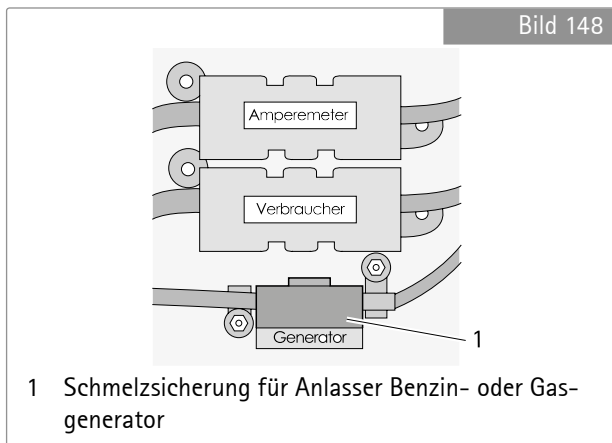 Bild 148
Amperemeter
Verbraucher
Generator
1
1 Schmelzsicherung für Anlasser Benzin- oder Gas-
generator